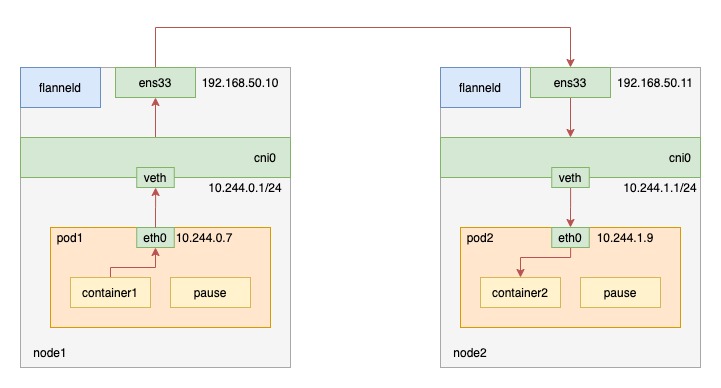 flanneld
ens33
192.168.50.10
cni0
veth
10.244.0.1/24
pod1
eth0
10.244.0.7
container1
pause
node1
flanneld
ens33
192.168.50.11
cni0
veth
10.244.1.1/24
pod2
eth0
10.244.1.9
container2
pause
node2